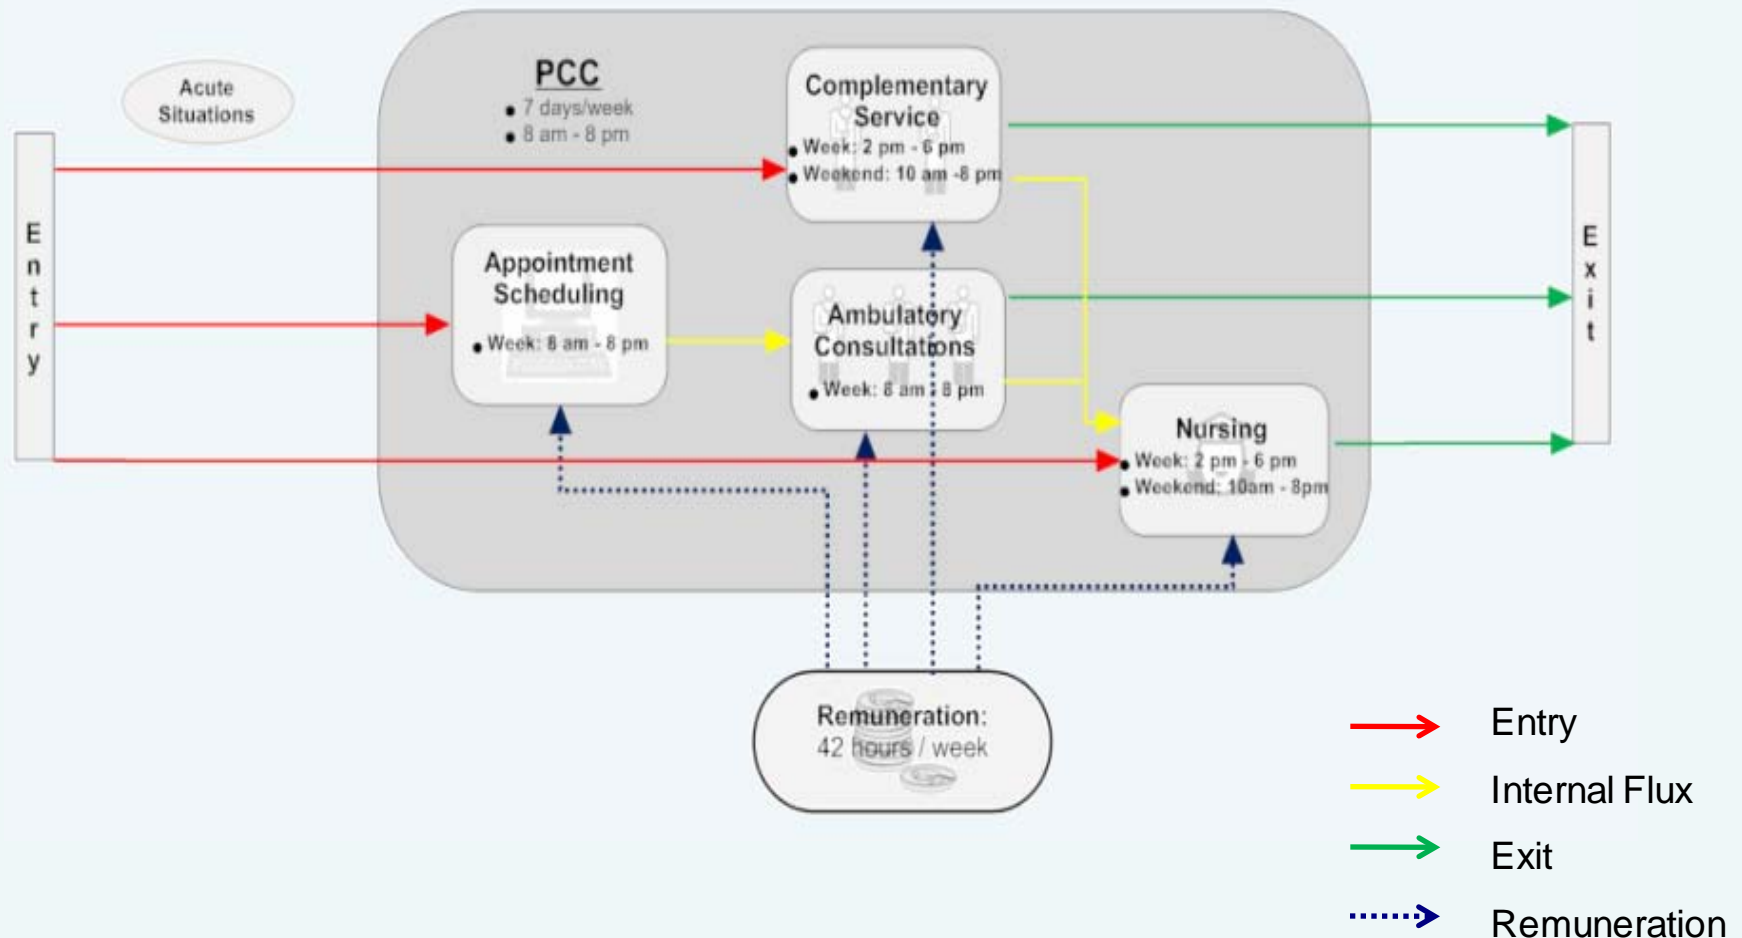 Acute
Situations
PCC
• 7 days/week
• 8 am - 8 pm
Complementary
Service
• Week: 2 pm - 6 pm
• Weekend: 10 am -8 pm
Entry
Appointment
Scheduling
• Week: 8 am - 8 pm
Ambulatory
Consultations
• Week: 8 am - 8 pm
Exit
Nursing
• Week: 2 pm - 6 pm
• Weekend: 10am - 8pm
Remuneration:
42 hours / week
Entry
Internal Flux
Exit
Remuneration